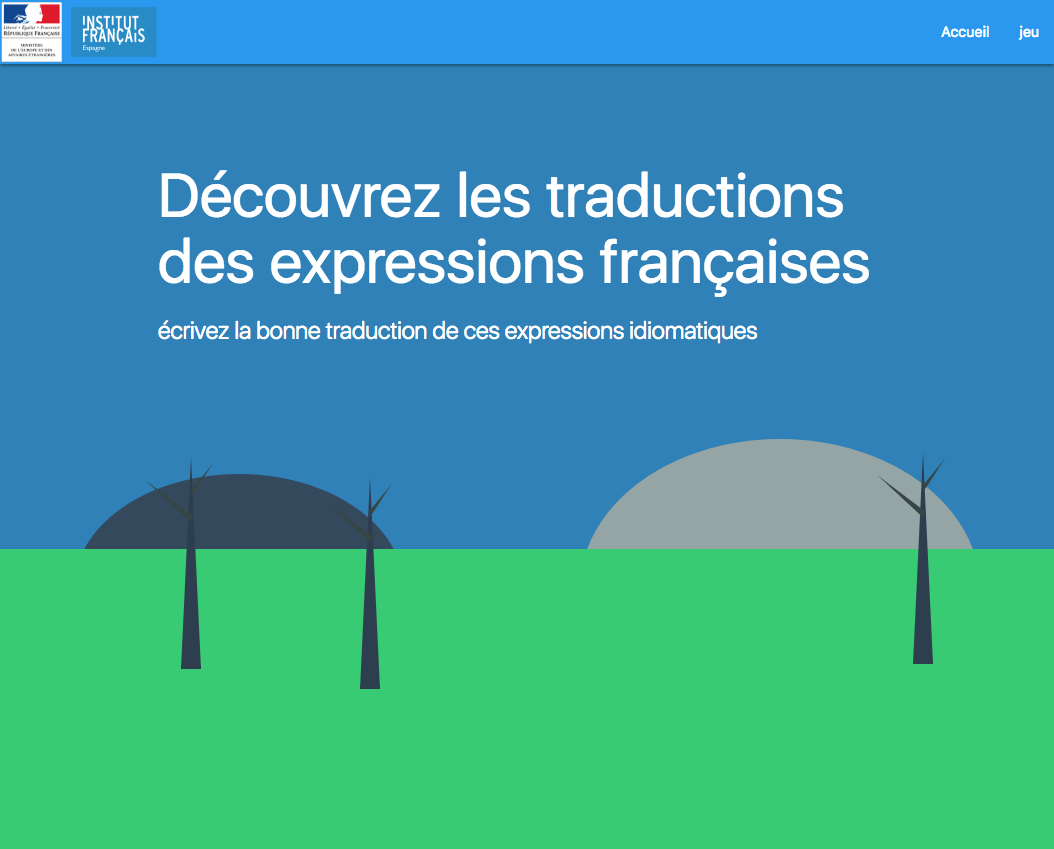 Liberté • Égalité • Fraternité
RÉPUBLIQUE FRANÇAISE
MINISTÈRE
DE L'EUROPE ET DES
AFFAIRES ÉTRANGÈRES
INSTITUT
FRANÇAIS
Espagne
Accueil
jeu
Découvrez les traductions
des expressions françaises
écrivez la bonne traduction de ces expressions idiomatiques